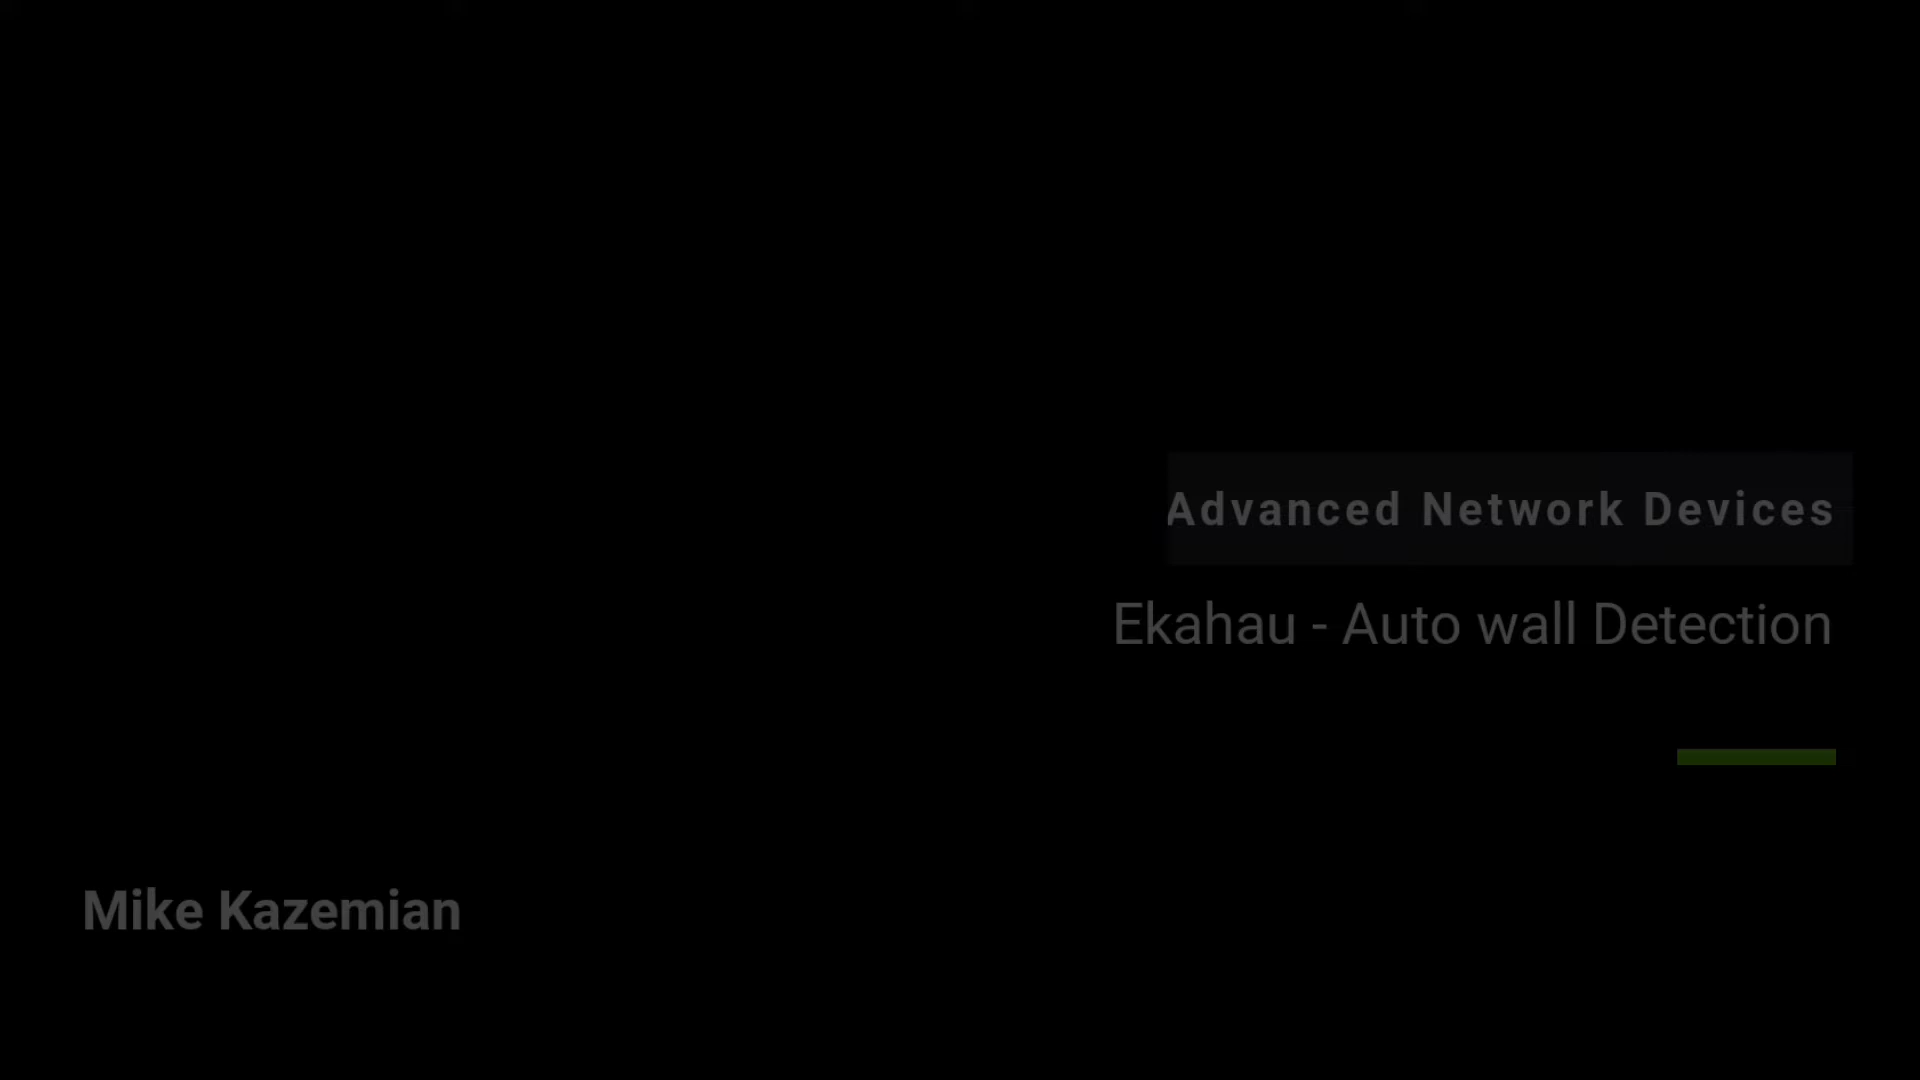 Advanced Network Devices
Ekahau - Auto wall Detection
Mike Kazemian